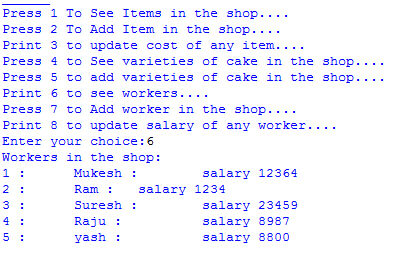 Press 1 To See Items in the shop....
Press 2 To Add Item in the shop....
Print 3 to update cost of any item....
Press 4 to See varieties of cake in the shop....
Press 5 to add varieties of cake in the shop....
Print 6 to see workers....
Press 7 to Add worker in the shop....
Print 8 to update salary of any worker....
Enter your choice:6
Workers in the shop:
1 : Mukesh : salary 12364
2 : Ram : salary 1234
3 : Suresh : salary 23459
4 : Raju : salary 8987
5 : yash : salary 8800